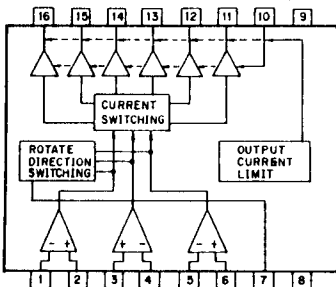 16 15 14 13 12 11 10 9
CURRENT
SWITCHING
ROTATE
DIRECTION
SWITCHING
OUTPUT
CURRENT
LIMIT
- + + - - +
1 2 3 4 5 6 7 8